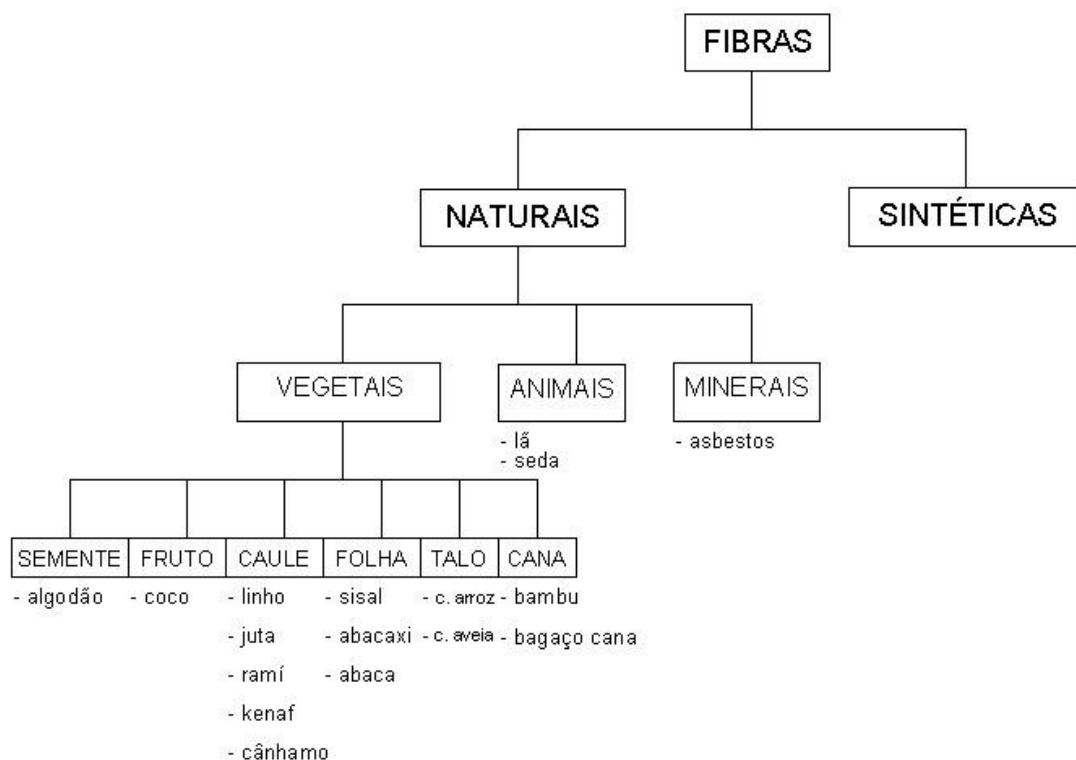 FIBRAS
NATURAIS
SINTÉTICAS
VEGETAIS
ANIMAIS
- lã
- seda
MINERAIS
- asbestos
SEMENTE
- algodão
FRUTO
- coco
CAULE
- linho
- juta
- ramí
- kenaf
- cânhamo
FOLHA
- sisal
- abacaxi
- abaca
TALO
- c. arroz
- c. aveia
CANA
- bambu
- bagaço cana